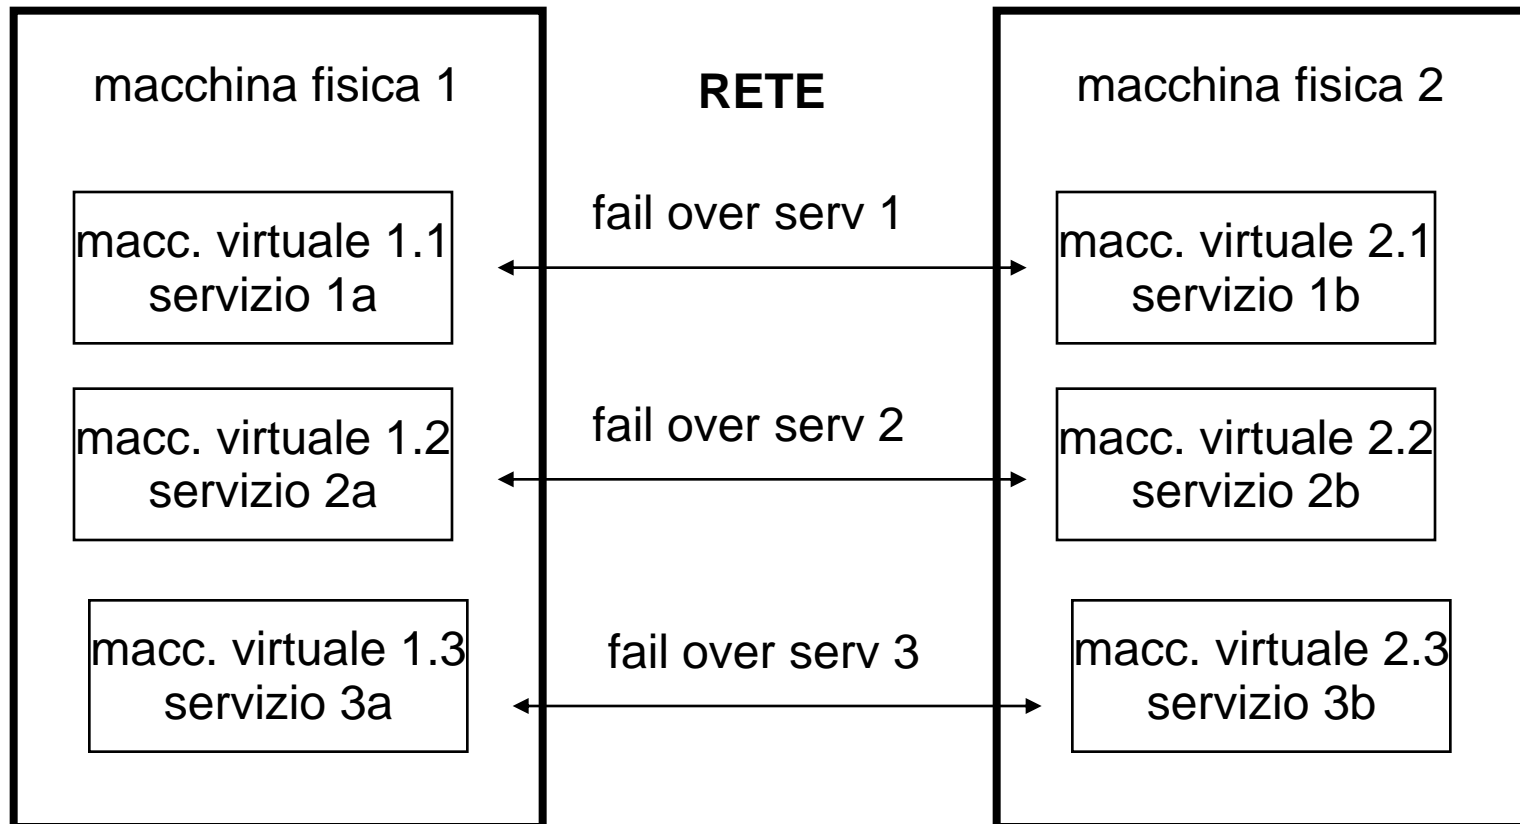 macchina fisica 1
RETE
macchina fisica 2
macc. virtuale 1.1
servizio 1a
fail over serv 1
macc. virtuale 2.1
servizio 1b
macc. virtuale 1.2
servizio 2a
fail over serv 2
macc. virtuale 2.2
servizio 2b
macc. virtuale 1.3
servizio 3a
fail over serv 3
macc. virtuale 2.3
servizio 3b